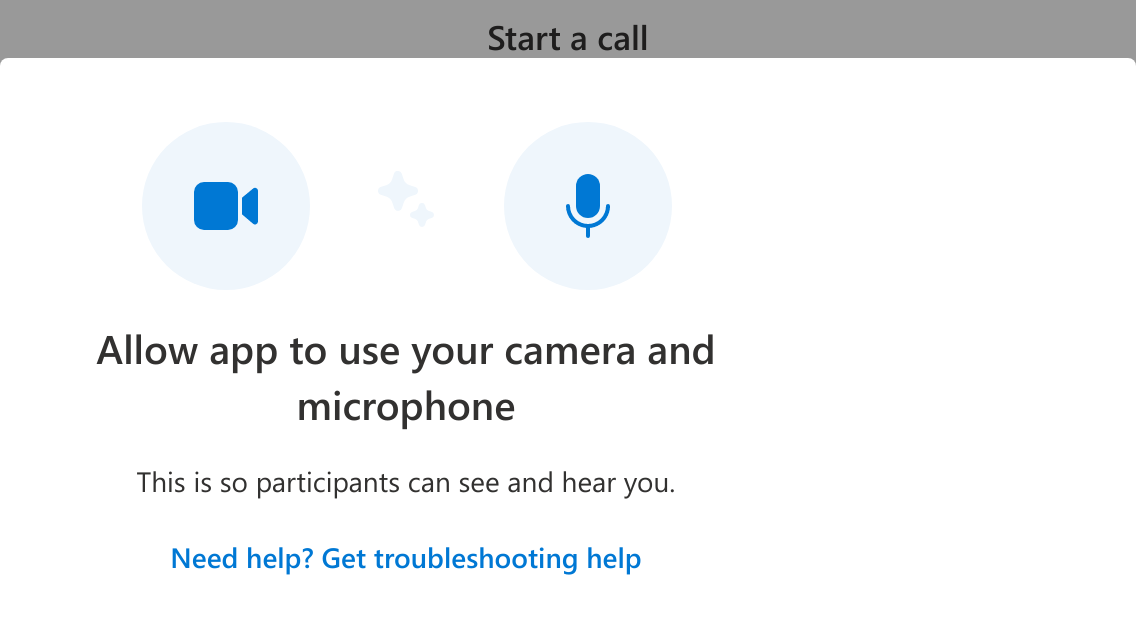 Start a call
Allow app to use your camera and
microphone
This is so participants can see and hear you.
Need help? Get troubleshooting help